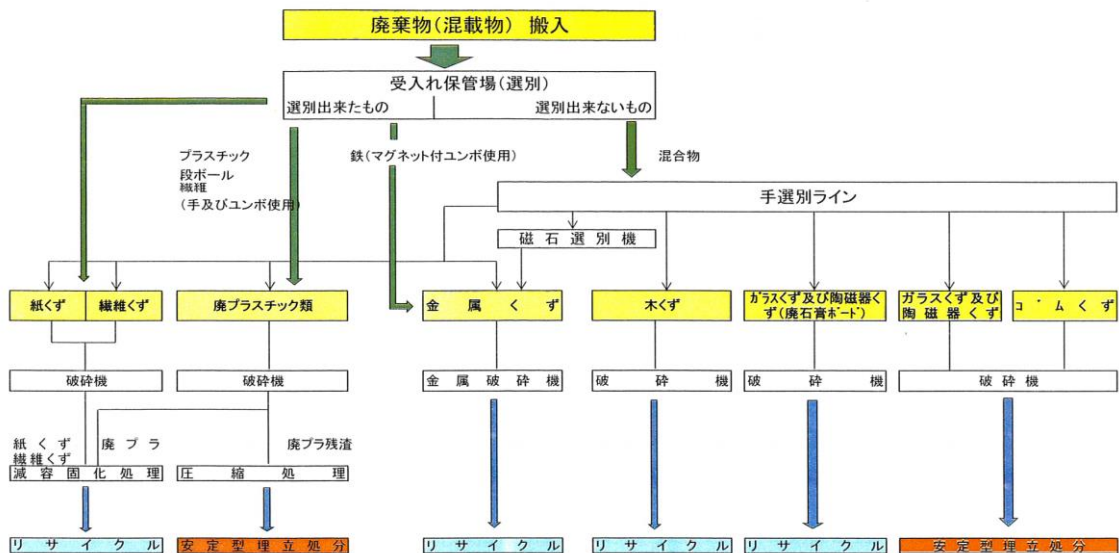 廃棄物(混載物) 搬入
受入れ保管場(選別)
選別出来たもの
選別出来ないもの
プラスチック
段ボール
繊維
(手及びユンボ使用)
鉄(マグネット付ユンボ使用)
混合物
手選別ライン
磁石選別機
紙くず
繊維くず
廃プラスチック類
金属くず
木くず
ガラスくず及び陶磁器く
ず(廃石膏ボード)
ガラスくず及び
陶磁器くず
ゴムくず
破砕機
破砕機
金属破砕機
破砕機
破砕機
破砕機
紙くず
繊維くず
廃プラ
廃プラ残渣
減容固化処理
圧縮処理
リサイクル
安定型埋立処分
リサイクル
リサイクル
リサイクル
安定型埋立処分